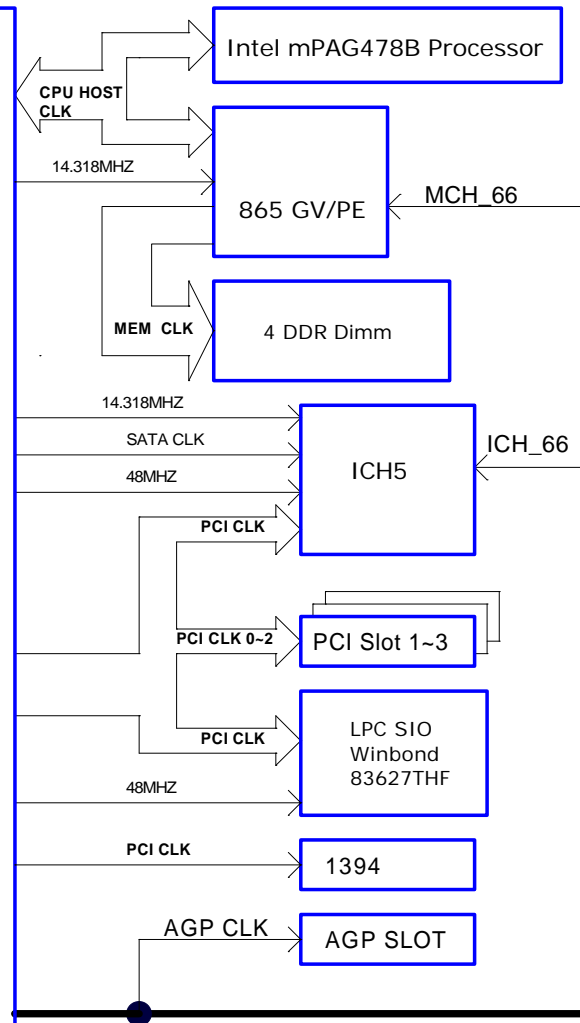 Intel mPAG478B Processor
CPU HOST
CLK
14.318MHZ
865 GV/PE
MCH_66
MEM CLK
4 DDR Dimm
14.318MHZ
SATA CLK
ICH_66
48MHZ
ICH5
PCI CLK
PCI CLK 0~2
PCI Slot 1~3
PCI CLK
LPC SIO
Winbond
83627THF
48MHZ
PCI CLK
1394
AGP CLK
AGP SLOT